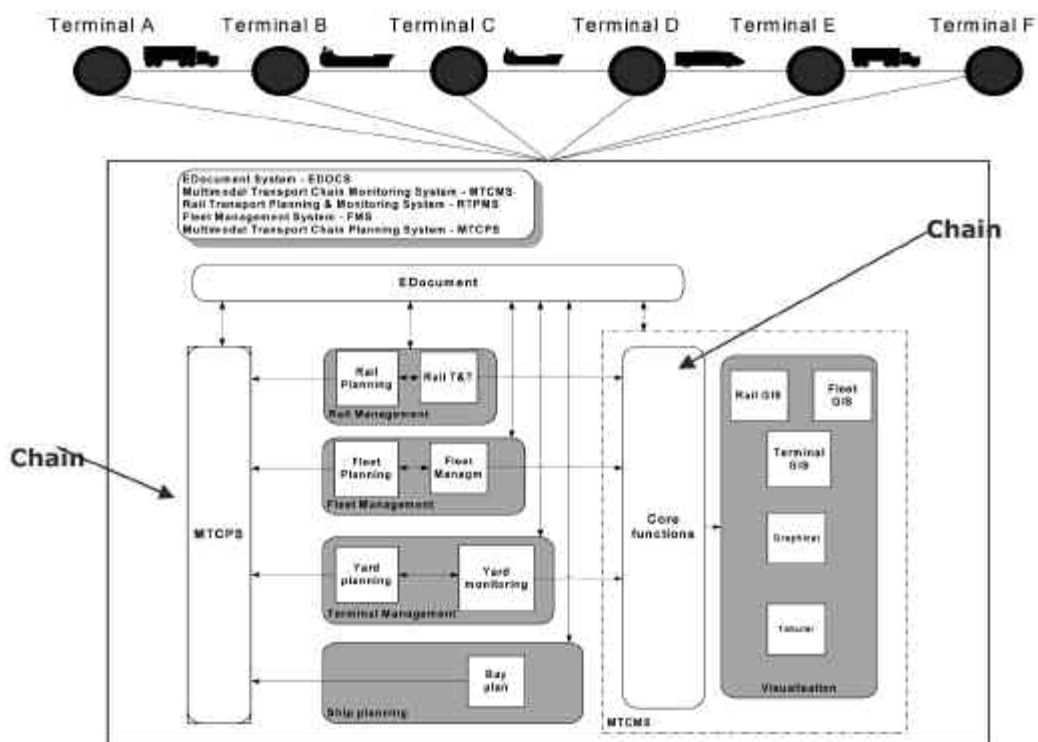 Terminal A Terminal B Terminal C Terminal D Terminal E Terminal F
EDocument System - EDOCS
Multimodal Transport Chain Monitoring System - MTCMS
Rail Transport Planning & Monitoring System - RTPMS
Fleet Management System - FMS
Multimodal Transport Chain Planning System - MTCPS
Chain
EDocument
Rail
Planning
Rail T&T
Rail Management
Rail GIS
Fleet
GIS
Chain
Fleet
Planning
Fleet
Managm
Fleet Management
Terminal
GIS
MTCPS
Core
functions
Graphical
Yard
planning
Yard
monitoring
Terminal Management
Tabular
Bay
plan
Ship planning
Visualisation
MTCMS